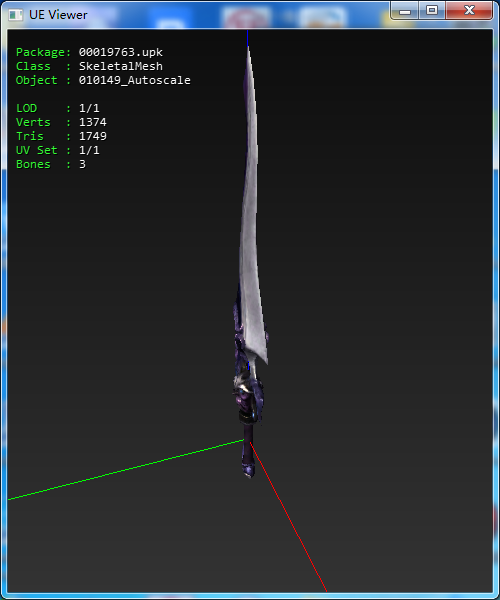 UE Viewer
Package: 00019763.upk
Class : SkeletalMesh
Object : 010149_Autoscale
LOD : 1/1
Verts : 1374
Tris : 1749
UV Set : 1/1
Bones : 3